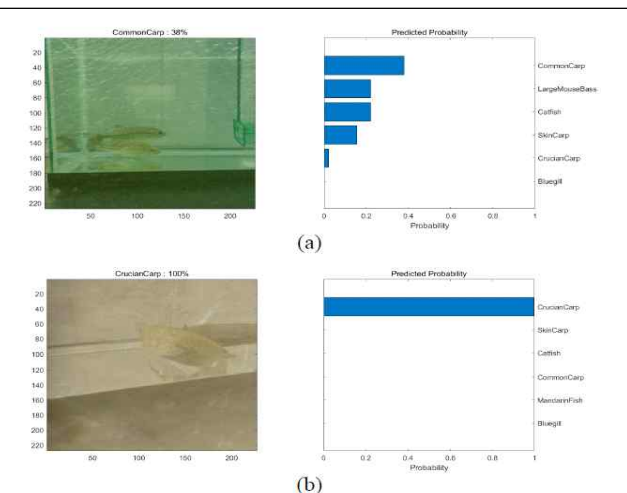 CommonCarp : 38%
20
40
60
80
100
120
140
160
180
200
220
50
100
150
200
Predicted Probability
CommonCarp
LargeMouseBass
Catfish
SkinCarp
CrucianCarp
Bluegill
0
0.2
0.4
0.6
0.8
1
Probability
(a)
CrucianCarp : 100%
20
40
60
80
100
120
140
160
180
200
220
50
100
150
200
Predicted Probability
CrucianCarp
SkinCarp
Catfish
CommonCarp
MandarinFish
Bluegill
0
0.2
0.4
0.6
0.8
1
Probability
(b)